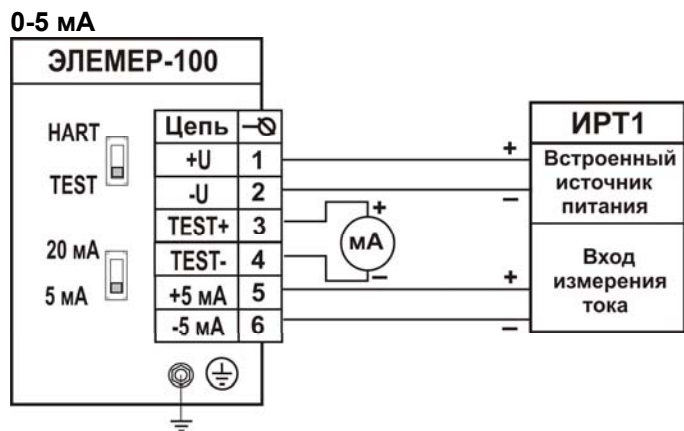 0-5 мА
ЭЛЕМЕР-100
HART
TEST
20 мА
5 мА
Цепь
+U 1
-U 2
TEST+ 3
TEST- 4
+5 мА 5
-5 мА 6
+
−
+
мА
−
+
−
ИРТ1
Встроенный
источник
питания
Вход
измерения
тока